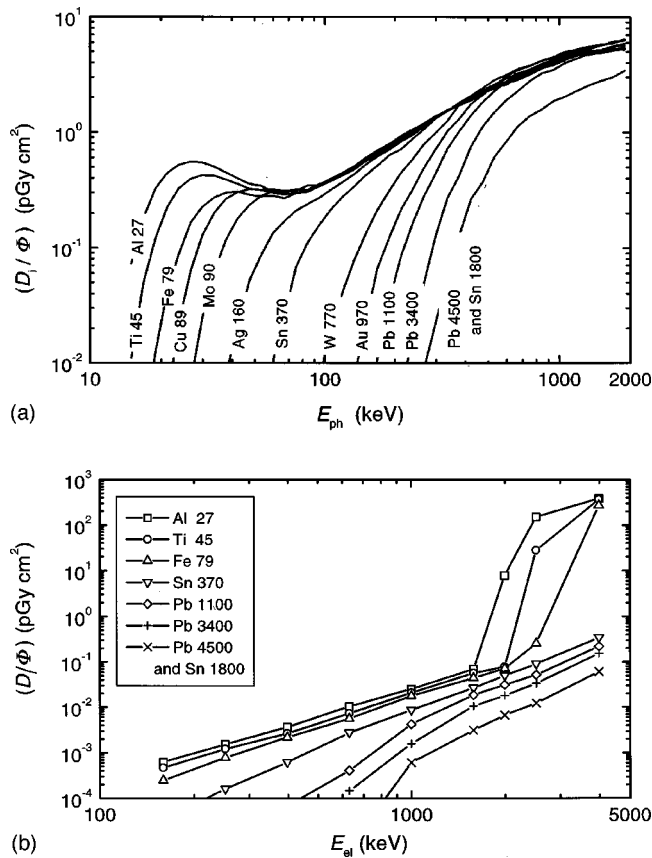 10^1
10^0
10^-1
10^-2
(D_i / Φ) (pGy cm^2)
Al 27
Ti 45
Fe 79
Cu 89
Mo 90
Ag 160
Sn 370
W 770
Au 970
Pb 1100
Pb 3400
Pb 4500
and Sn 1800
10
100
1000
2000
E_ph (keV)
(a)
10^3
10^2
10^1
10^0
10^-1
10^-2
10^-3
10^-4
(D/Φ) (pGy cm^2)
Al 27
Ti 45
Fe 79
Sn 370
Pb 1100
Pb 3400
Pb 4500
and Sn 1800
100
1000
5000
E_el (keV)
(b)